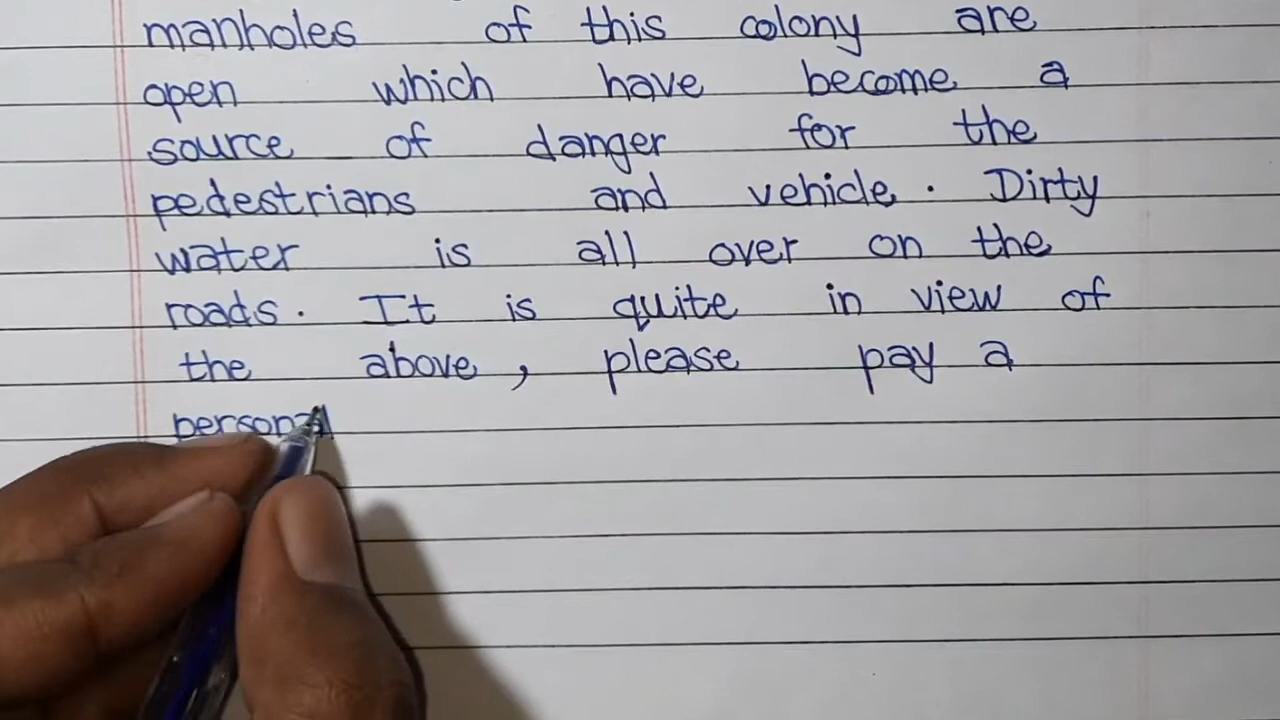 manholes of this colony are
open which have become a
source of danger for the
pedestrians and vehicle. Dirty
water is all over on the
roads. It is quite in view of
the above, please pay a
personal